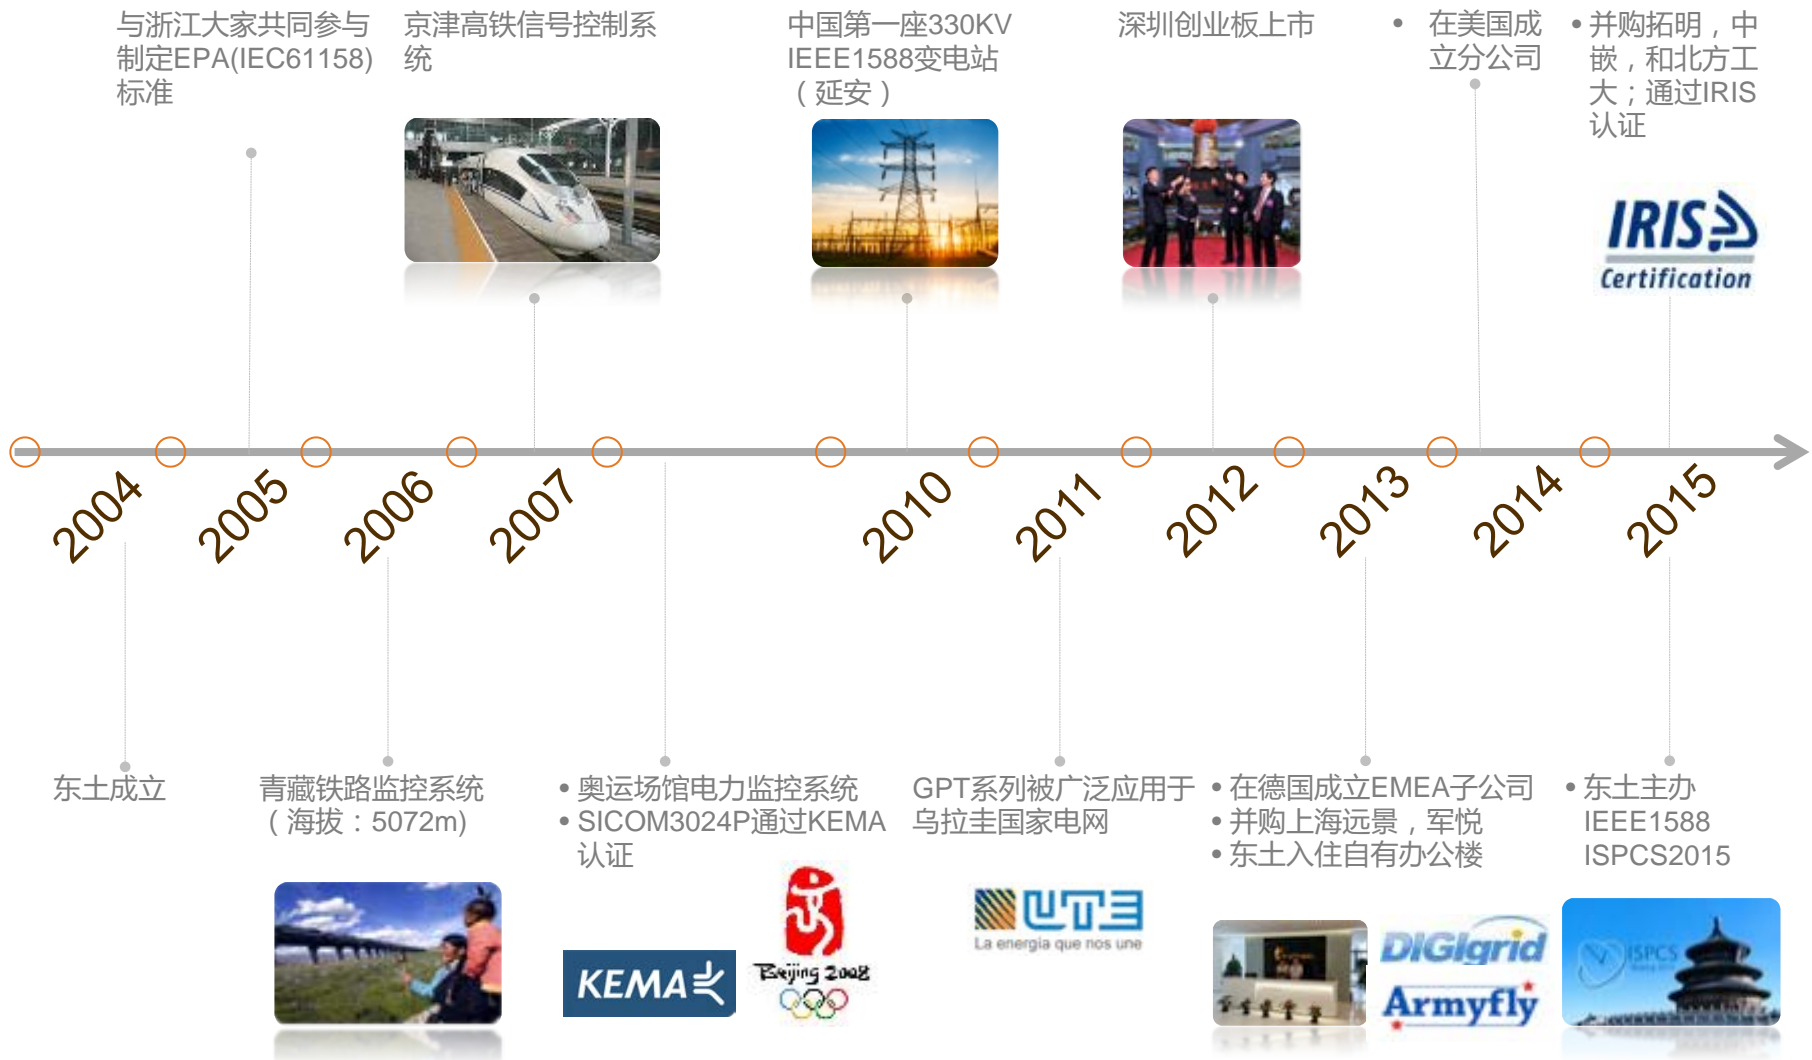 与浙江大家共同参与
制定EPA(IEC61158)
标准
京津高铁信号控制系
统
中国第一座330KV
IEEE1588变电站
（延安）
深圳创业板上市
• 在美国成
立分公司
• 并购拓明，中
嵌，和北方工
大；通过IRIS
认证
IRIS
Certification
2004
2005
2006
2007
2010
2011
2012
2013
2014
2015
东土成立
青藏铁路监控系统
（海拔：5072m)
• 奥运场馆电力监控系统
• SICOM3024P通过KEMA
认证
KEMA
Beijing 2008
GPT系列被广泛应用于
乌拉圭国家电网
UTE
La energía que nos une
• 在德国成立EMEA子公司
• 并购上海远景，军悦
• 东土入住自有办公楼
DIGIgrid
Armyfly
• 东土主办
IEEE1588
ISPCS2015
ISPCS